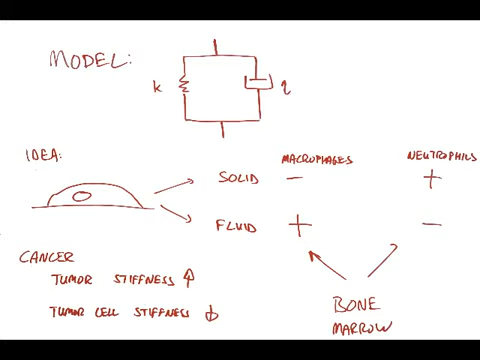 MODEL:
k η
IDEA:
MACROPHAGES NEUTROPHILS
SOLID − +
FLUID + −
CANCER
TUMOR STIFFNESS ↑
TUMOR CELL STIFFNESS ↓
BONE
MARROW